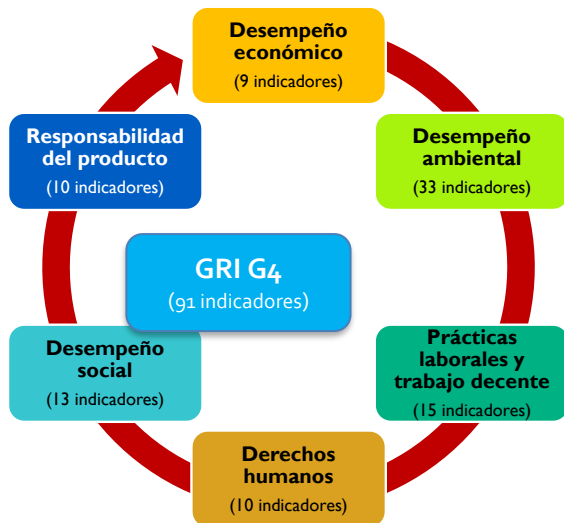 Desempeño
económico
(9 indicadores)
Desempeño
ambiental
(33 indicadores)
Prácticas
laborales y
trabajo decente
(15 indicadores)
Derechos
humanos
(10 indicadores)
Desempeño
social
(13 indicadores)
Responsabilidad
del producto
(10 indicadores)
GRI G4
(91 indicadores)